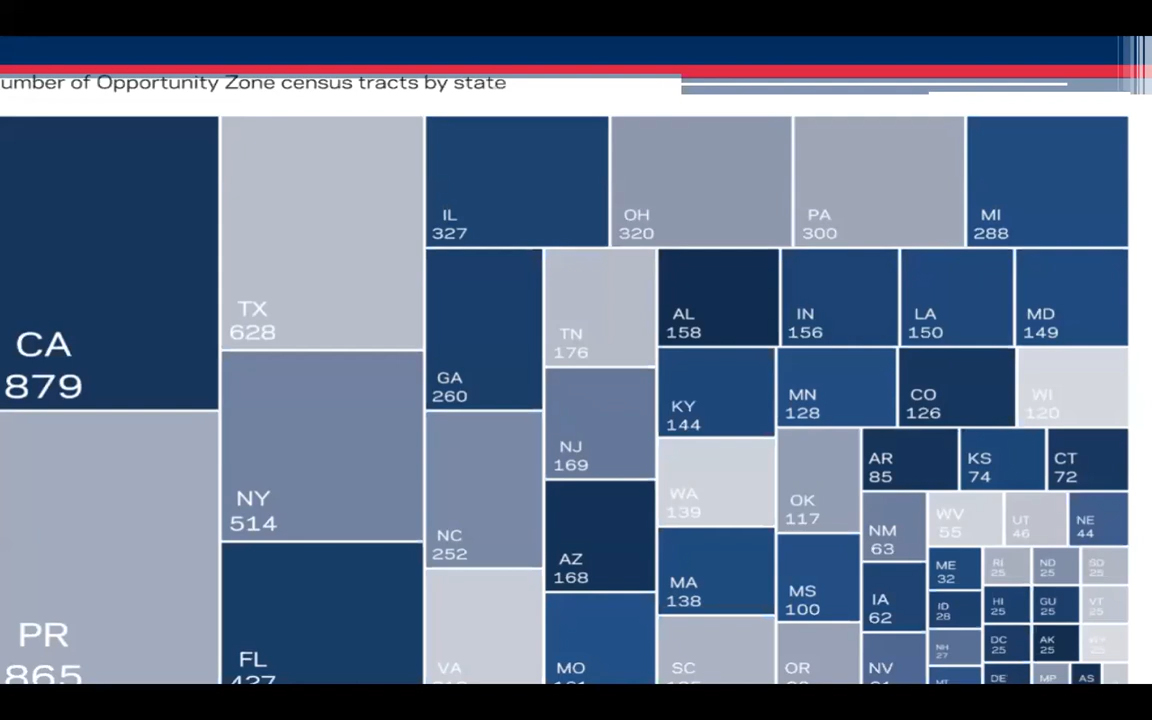 umber of Opportunity Zone census tracts by state
CA
879
PR
865
TX
628
NY
514
FL
427
IL
327
OH
320
PA
300
MI
288
GA
260
NC
252
VA
TN
176
NJ
169
AZ
168
MO
AL
158
IN
156
LA
150
MD
149
KY
144
WA
139
MA
138
SC
MN
128
CO
126
WI
120
OK
117
MS
100
OR
AR
85
KS
74
CT
72
NM
63
IA
62
NV
WV
55
UT
46
NE
44
ME
32
ID
28
NH
27
MT
RI
25
ND
25
SD
25
HI
25
GU
25
VT
25
DC
25
AK
25
WY
25
DE
MP
AS